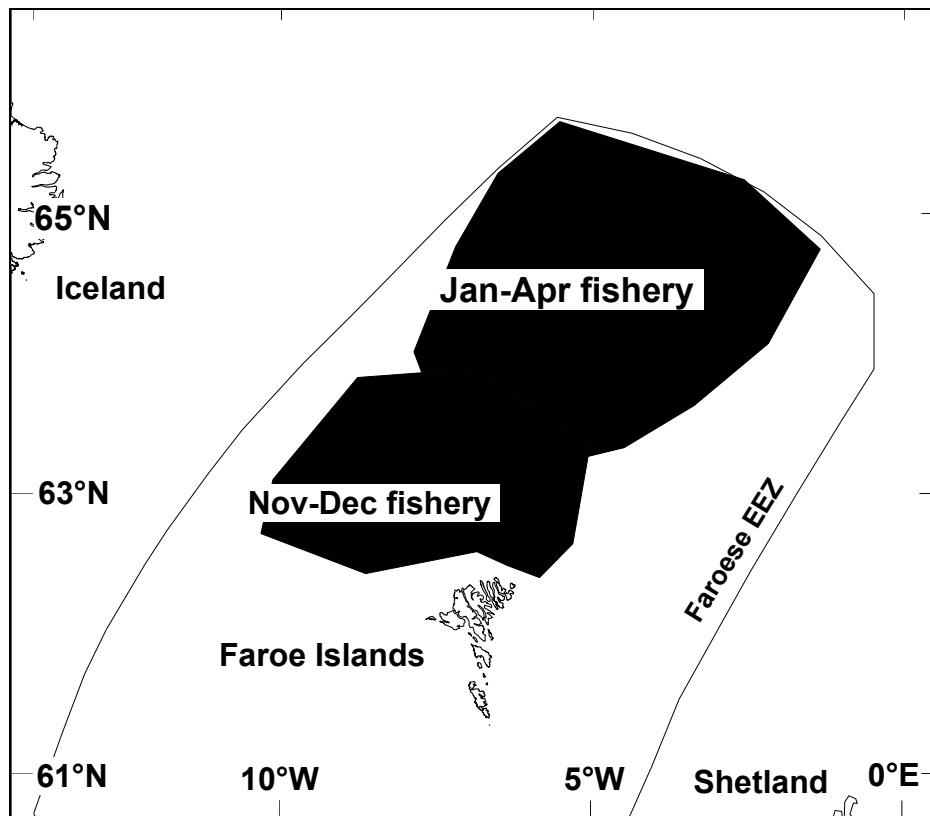 65°N
Iceland
Jan-Apr fishery
63°N
Nov-Dec fishery
Faroese EEZ
Faroe Islands
61°N
10°W
5°W
Shetland
0°E